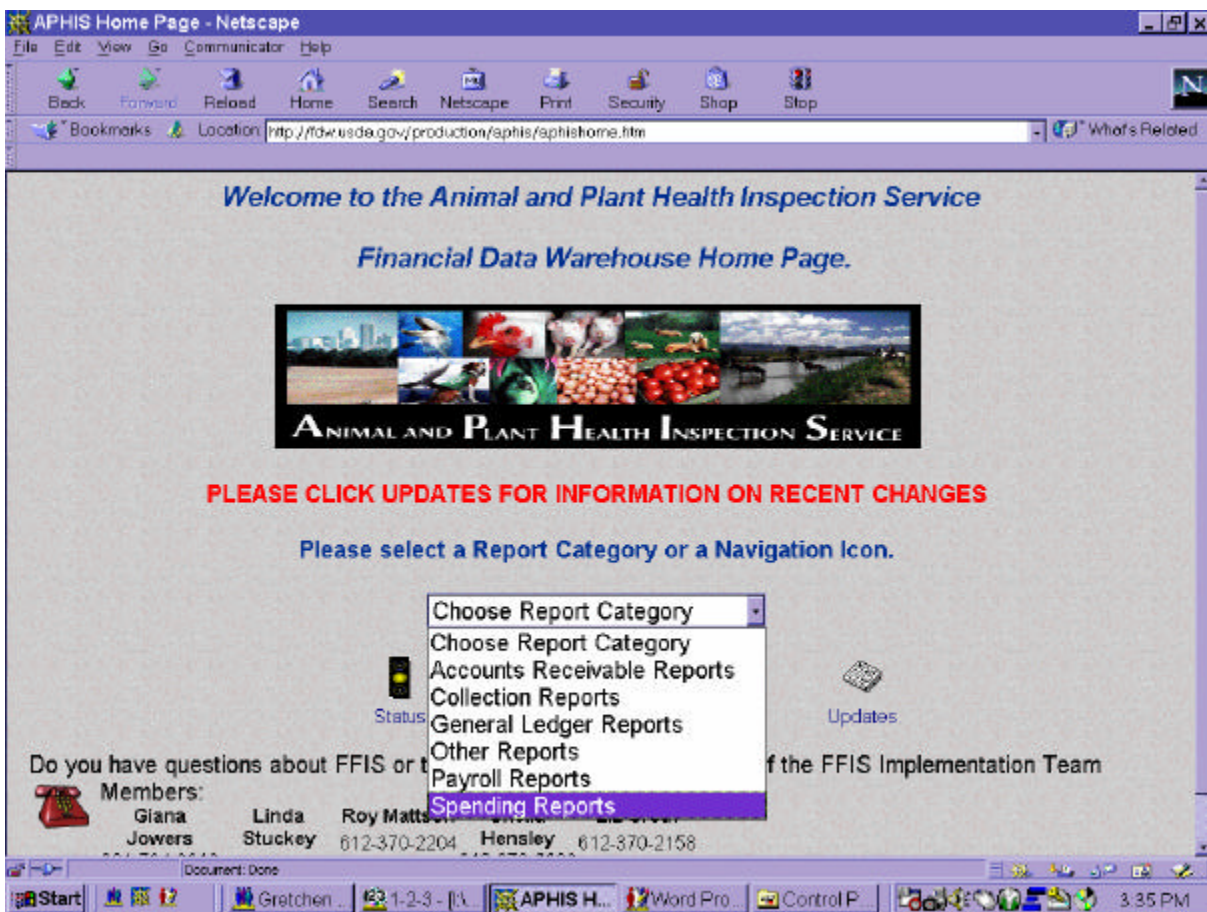 APHIS Home Page - Netscape
File Edit View Go Communicator Help
Back Forward Reload Home Search Netscape Print Security Shop Stop
N
Bookmarks Location http://fdw.usda.gov/production/aphis/aphishome.htm What's Related
Welcome to the Animal and Plant Health Inspection Service
Financial Data Warehouse Home Page.
ANIMAL AND PLANT HEALTH INSPECTION SERVICE
PLEASE CLICK UPDATES FOR INFORMATION ON RECENT CHANGES
Please select a Report Category or a Navigation Icon.
Choose Report Category
Choose Report Category
Accounts Receivable Reports
Collection Reports
General Ledger Reports
Other Reports
Payroll Reports
Spending Reports
Status Updates
Do you have questions about FFIS or t f the FFIS Implementation Team
Members:
Giana Linda Roy Matts
Jowers Stuckey 612-370-2204 Hensley 612-370-2158
Document: Done
Start Gretchen ... 1-2-3 - [I:\... APHIS H... Word Pro... Control P... 3:35 PM